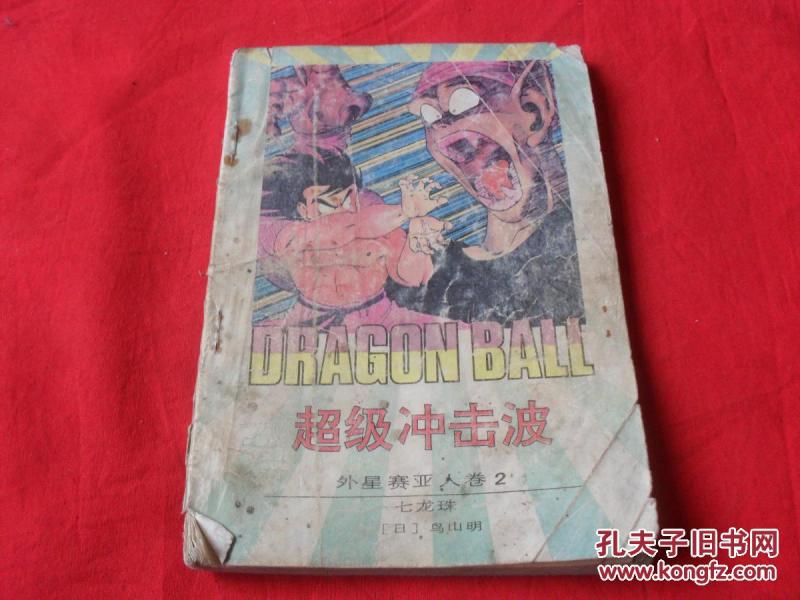 DRAGON BALL
超级冲击波
外星赛亚人卷2
七龙珠
[日]鸟山明
孔夫子旧书网
www.kongfz.com